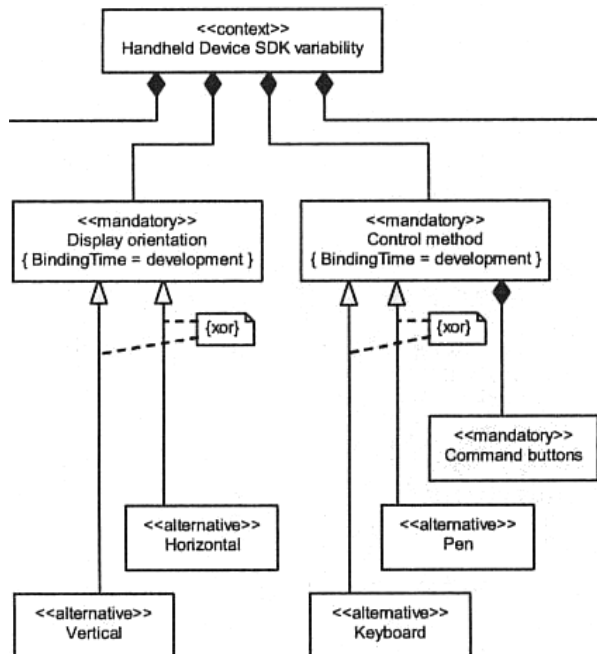 <<context>>
Handheld Device SDK variability
<<mandatory>>
Display orientation
{ BindingTime = development }
<<mandatory>>
Control method
{ BindingTime = development }
{xor}
{xor}
<<mandatory>>
Command buttons
<<alternative>>
Horizontal
<<alternative>>
Pen
<<alternative>>
Vertical
<<alternative>>
Keyboard